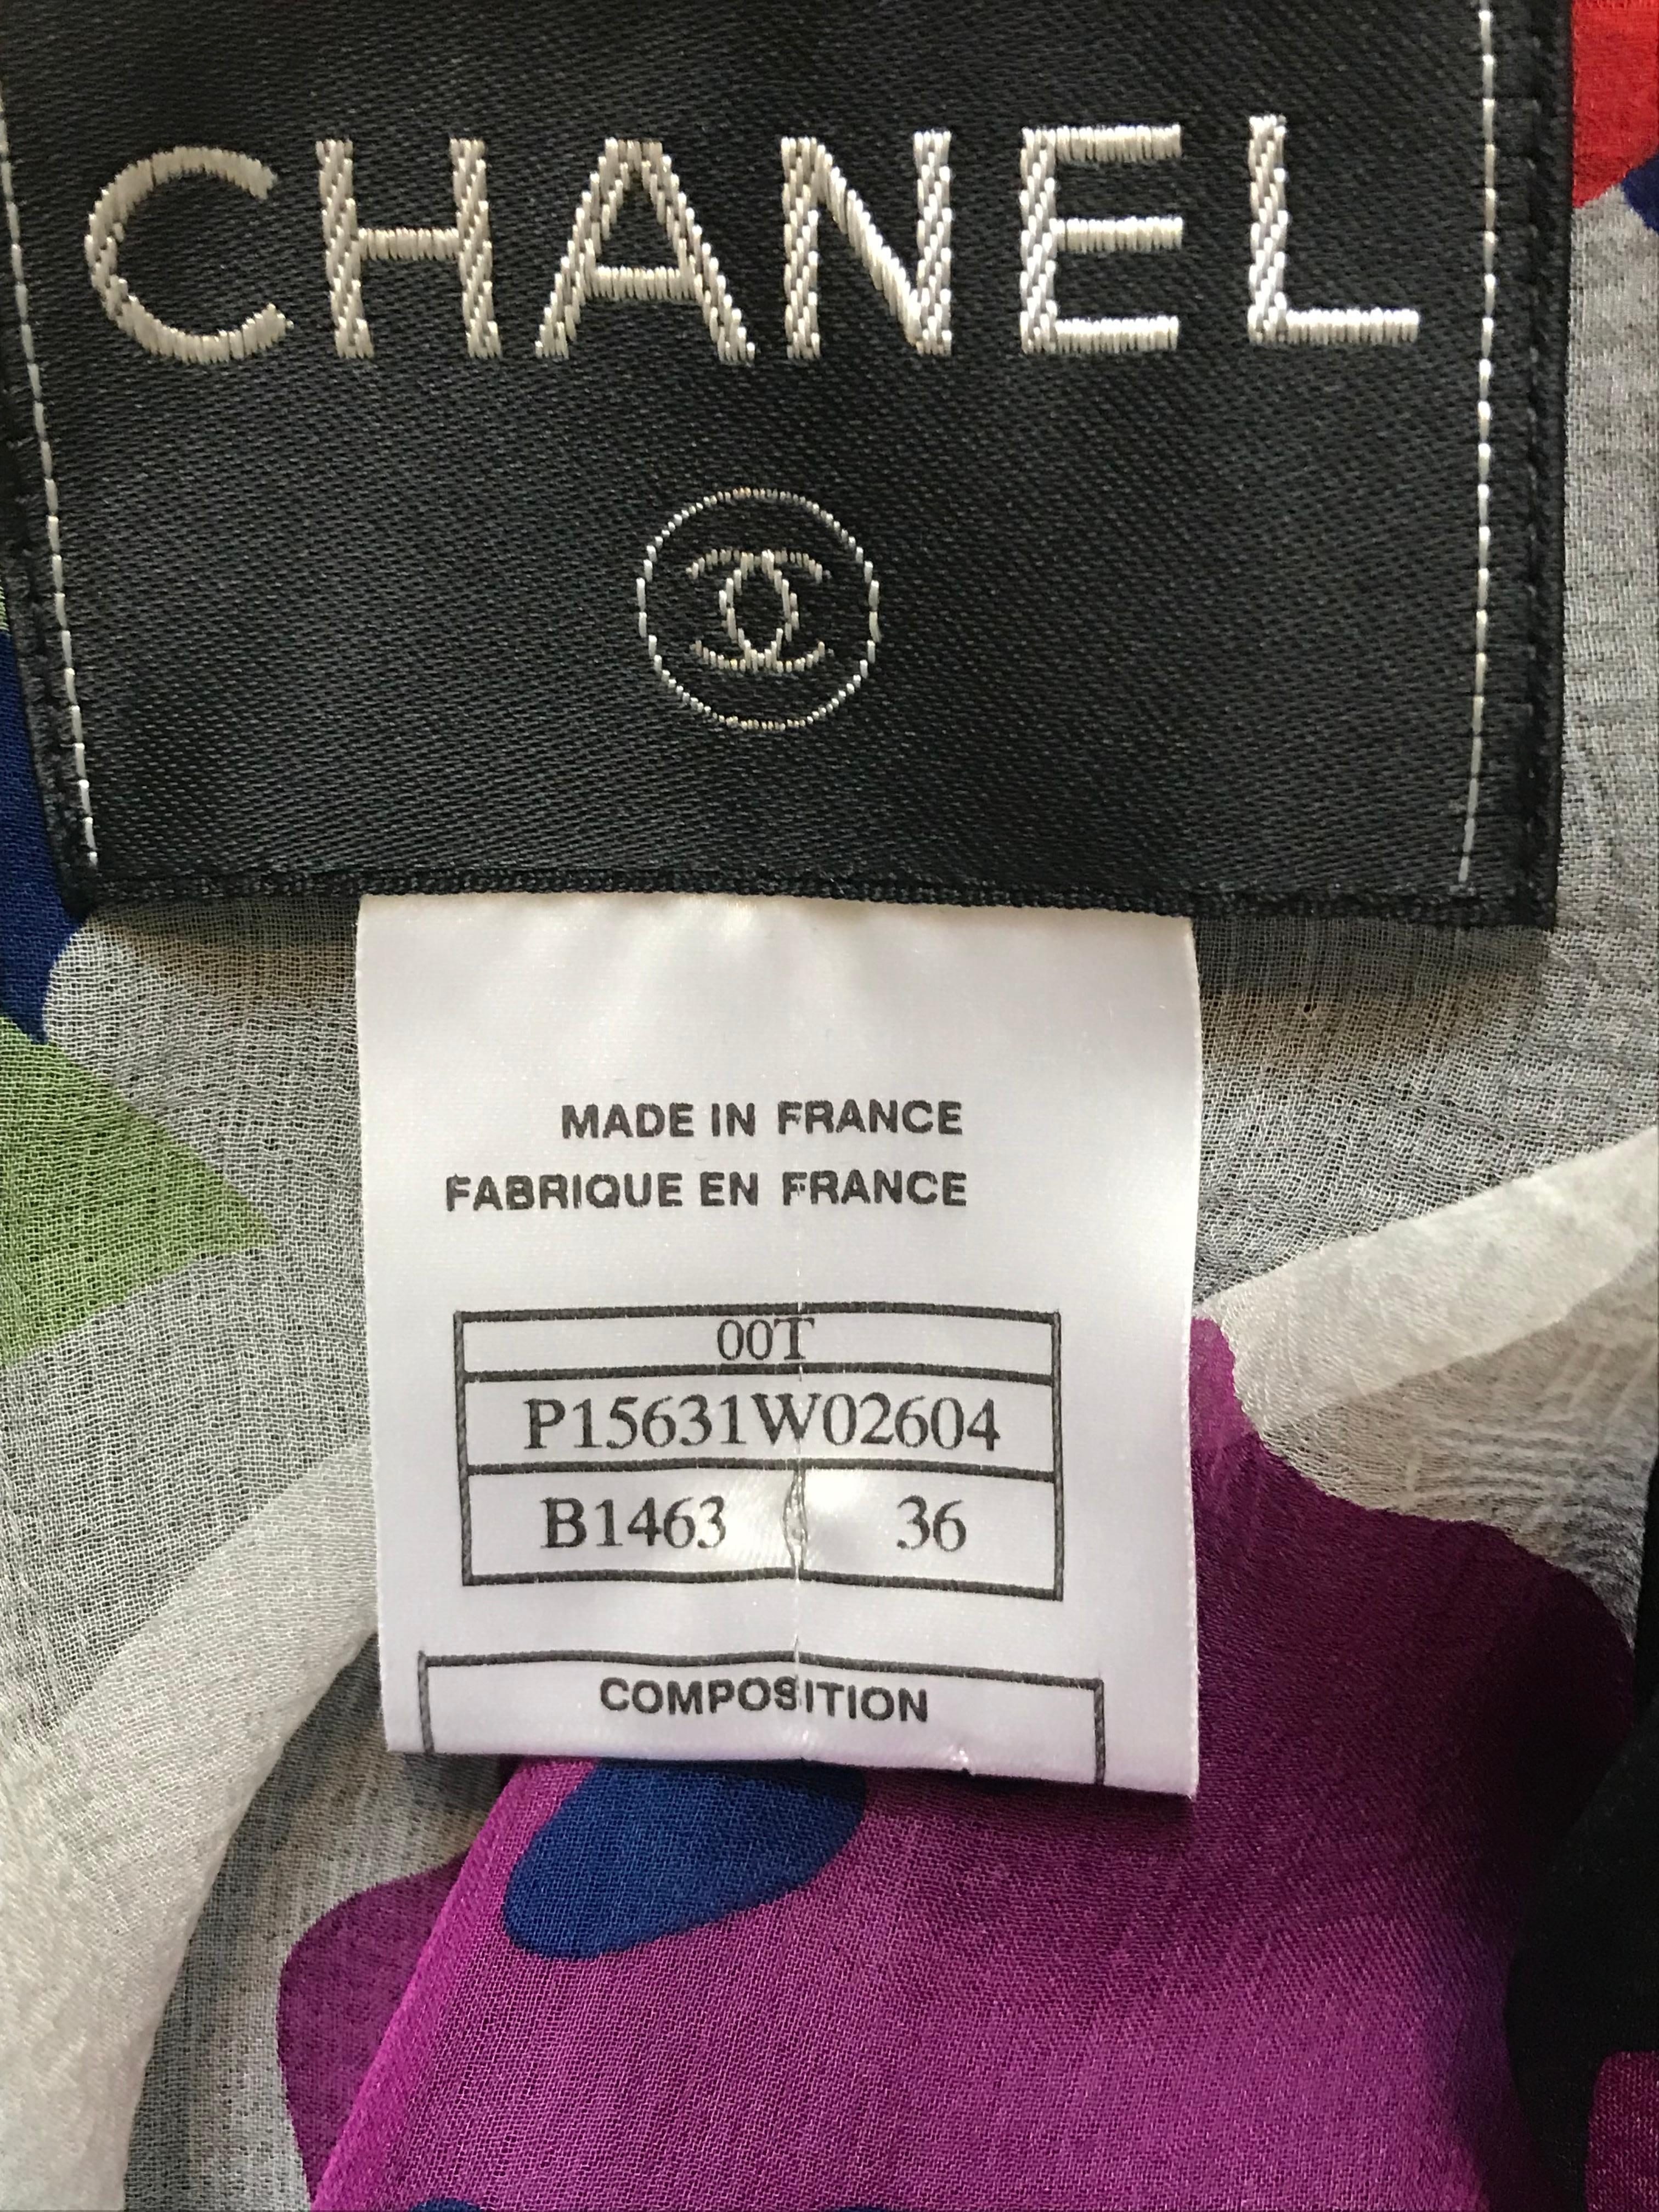 CHANEL
MADE IN FRANCE
FABRIQUE EN FRANCE
00T
P15631W02604
B1463 36
COMPOSITION